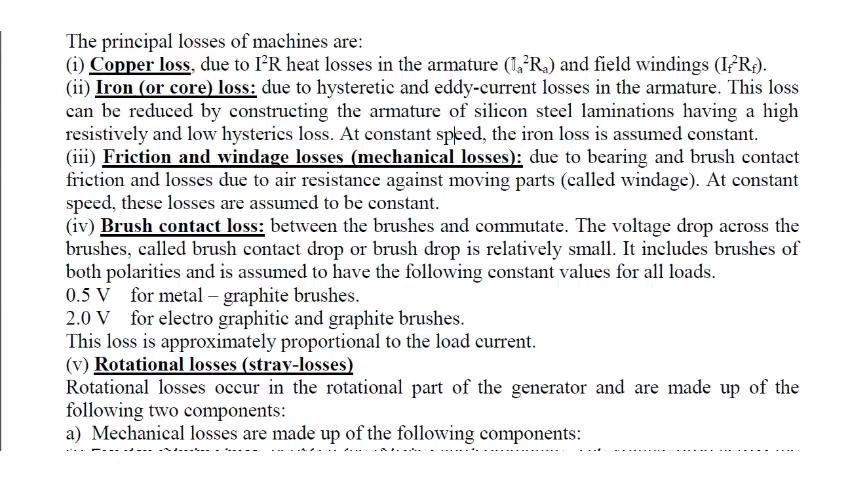 The principal losses of machines are:
(i) Copper loss, due to I²R heat losses in the armature (Iₐ²Rₐ) and field windings (I_f²R_f).
(ii) Iron (or core) loss: due to hysteretic and eddy-current losses in the armature. This loss
can be reduced by constructing the armature of silicon steel laminations having a high
resistively and low hysterics loss. At constant speed, the iron loss is assumed constant.
(iii) Friction and windage losses (mechanical losses): due to bearing and brush contact
friction and losses due to air resistance against moving parts (called windage). At constant
speed, these losses are assumed to be constant.
(iv) Brush contact loss: between the brushes and commutate. The voltage drop across the
brushes, called brush contact drop or brush drop is relatively small. It includes brushes of
both polarities and is assumed to have the following constant values for all loads.
0.5 V for metal – graphite brushes.
2.0 V for electro graphitic and graphite brushes.
This loss is approximately proportional to the load current.
(v) Rotational losses (stray-losses)
Rotational losses occur in the rotational part of the generator and are made up of the
following two components:
a) Mechanical losses are made up of the following components: